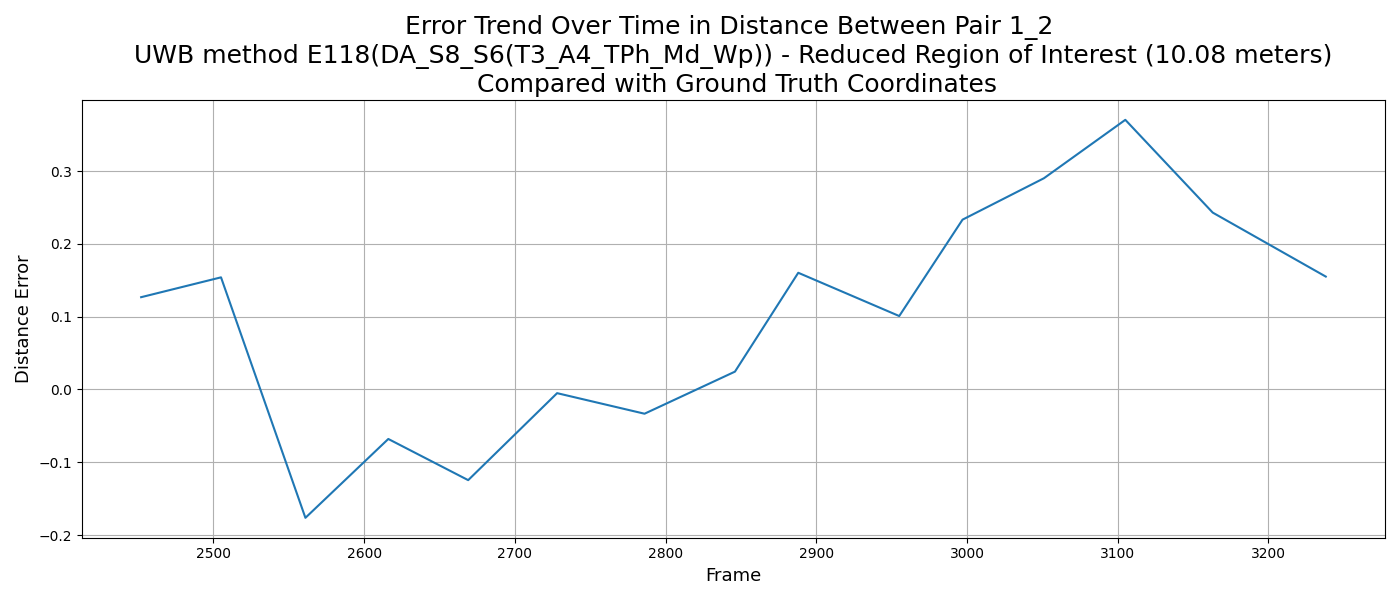 Error Trend Over Time in Distance Between Pair 1_2
UWB method E118(DA_S8_S6(T3_A4_TPh_Md_Wp)) - Reduced Region of Interest (10.08 meters)
Compared with Ground Truth Coordinates
Distance Error
0.3
0.2
0.1
0.0
−0.1
−0.2
2500 2600 2700 2800 2900 3000 3100 3200
Frame